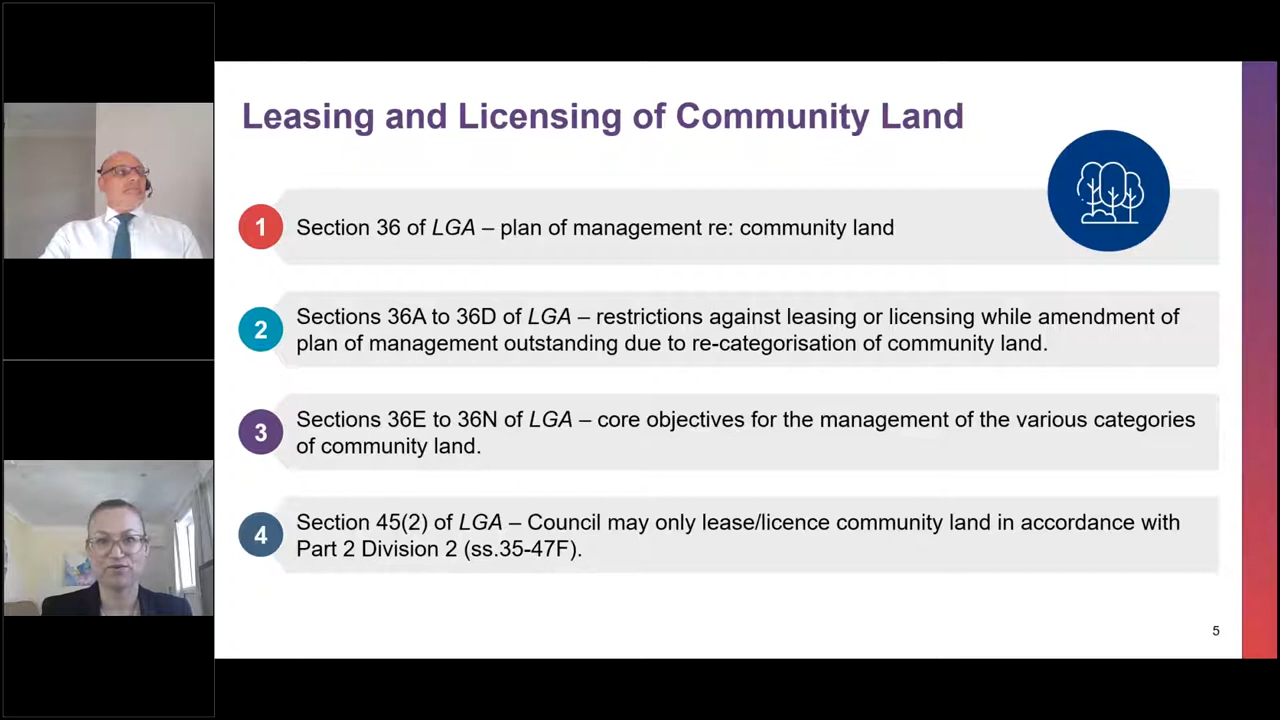 Leasing and Licensing of Community Land
1
Section 36 of LGA – plan of management re: community land
2
Sections 36A to 36D of LGA – restrictions against leasing or licensing while amendment of
plan of management outstanding due to re-categorisation of community land.
3
Sections 36E to 36N of LGA – core objectives for the management of the various categories
of community land.
4
Section 45(2) of LGA – Council may only lease/licence community land in accordance with
Part 2 Division 2 (ss.35-47F).
5